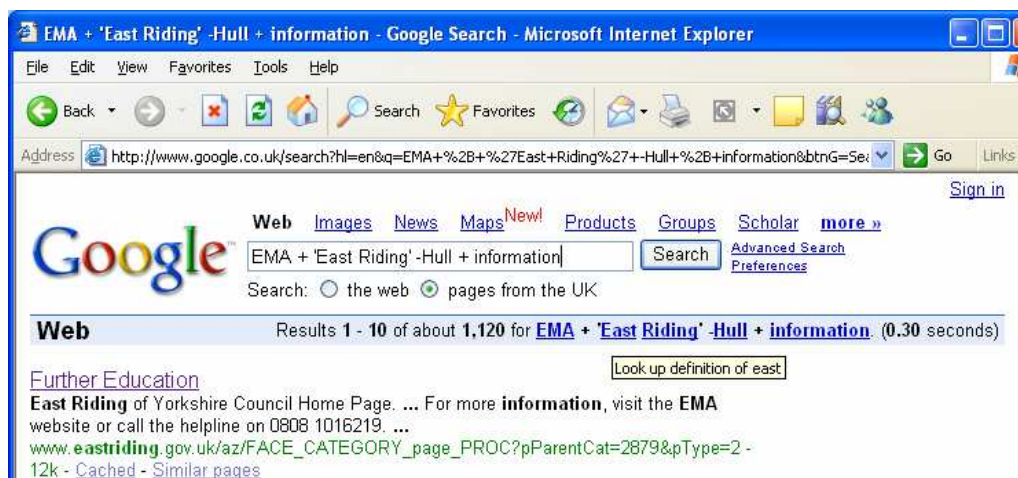 EMA + 'East Riding' -Hull + information - Google Search - Microsoft Internet Explorer
File Edit View Favorites Tools Help
Back Search Favorites
Address http://www.google.co.uk/search?hl=en&q=EMA+%2B+%27East+Riding%27+-Hull+%2B+information&btnG=Sea Go Links
Sign in
Web Images News Maps New! Products Groups Scholar more »
Google™ EMA + 'East Riding' -Hull + information Search Advanced Search
Preferences
Search: the web pages from the UK
Web Results 1 - 10 of about 1,120 for EMA + 'East Riding' -Hull + information. (0.30 seconds)
Look up definition of east
Further Education
East Riding of Yorkshire Council Home Page. ... For more information, visit the EMA
website or call the helpline on 0808 1016219. ...
www.eastriding.gov.uk/az/FACE_CATEGORY_page_PROC?pParentCat=2879&pType=2 -
12k - Cached - Similar pages